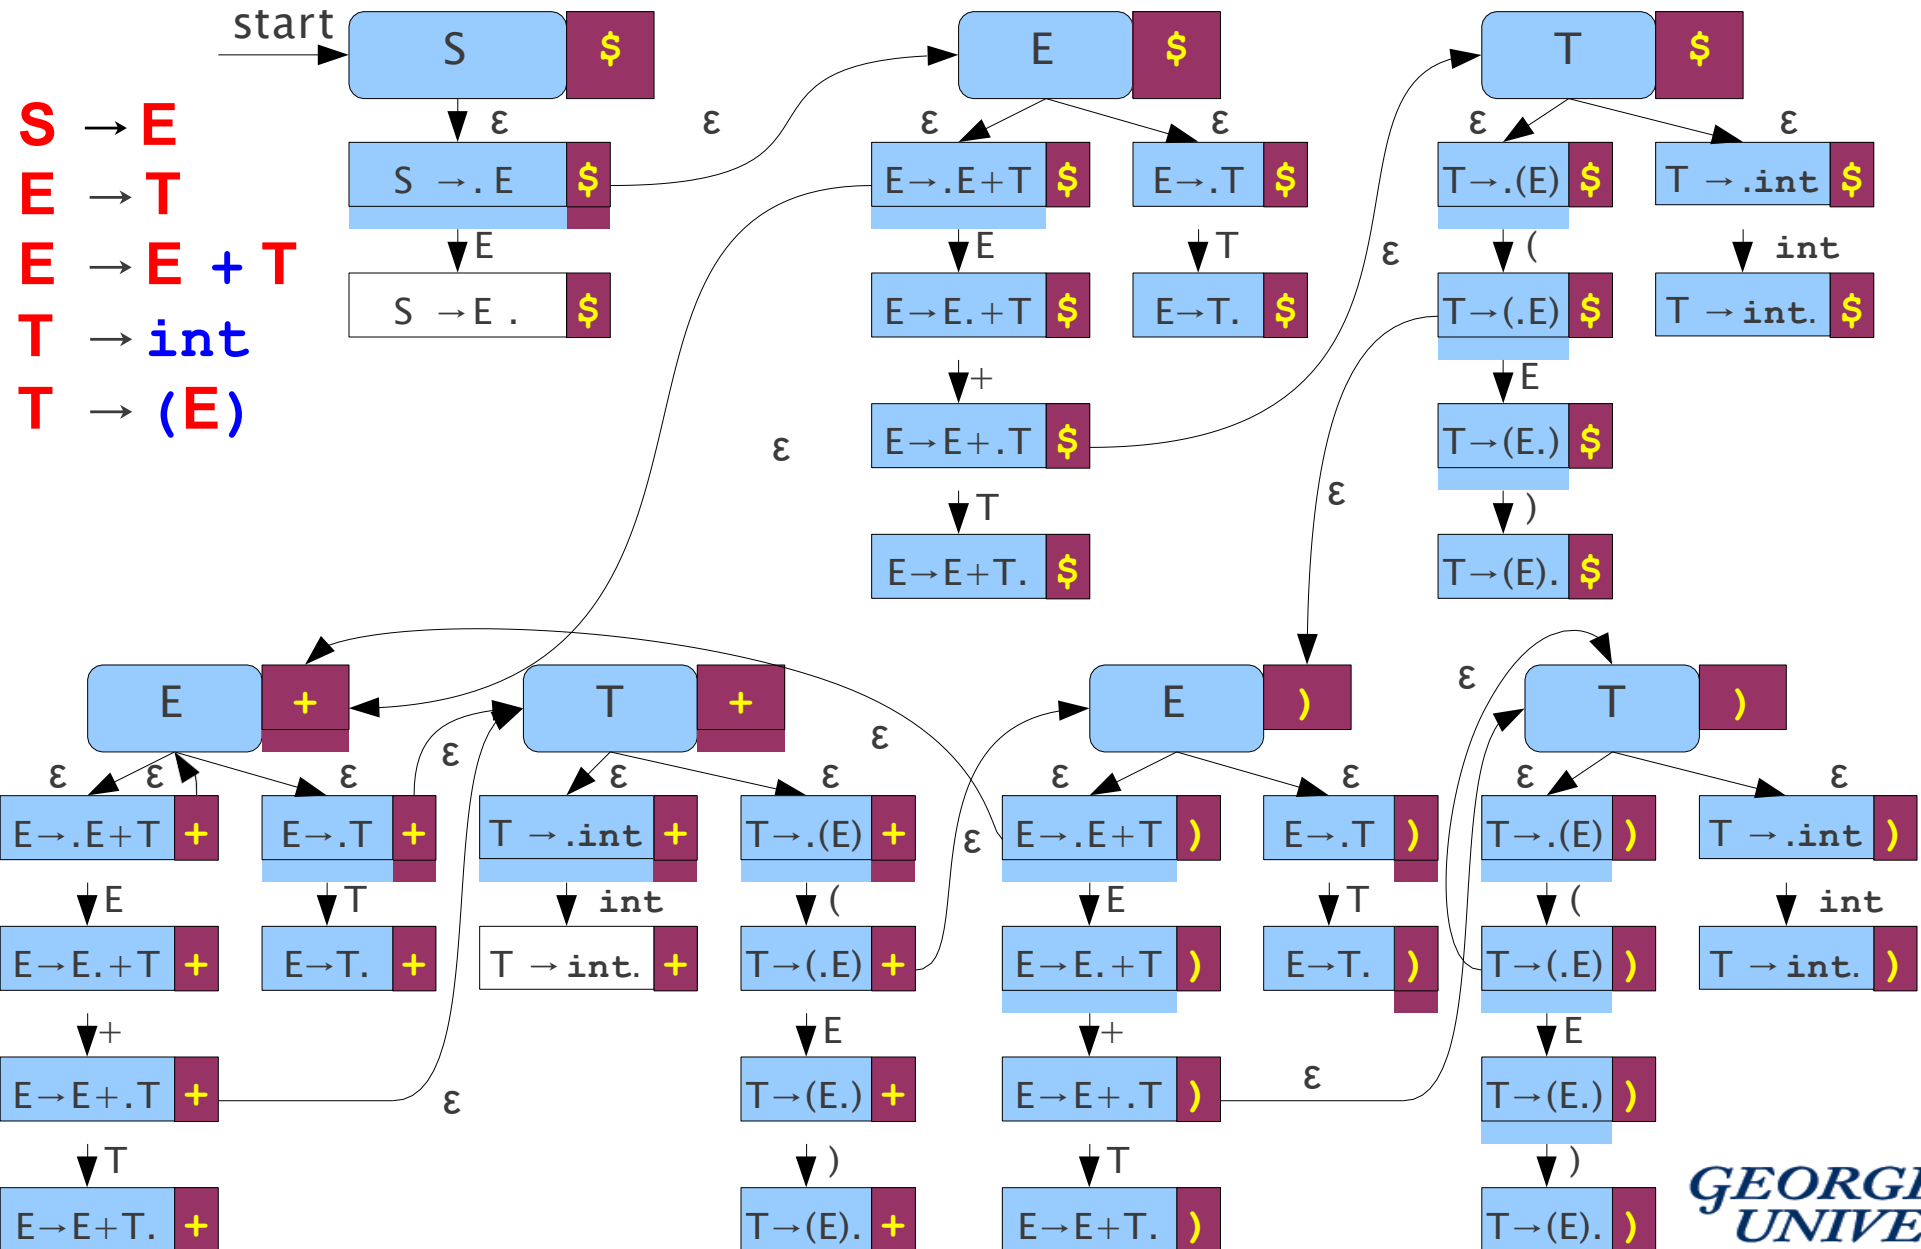 start
S $ E $ T $
S → E
ε ε ε ε ε ε
S → . E $ E→.E+T $ E→.T $ T→.(E) $ T → .int $
E → T
E E T ε ( int
E → E + T
S → E . $ E→E.+T $ E→T. $ T→(.E) $ T → int. $
T → int
+ E
T → (E)
ε E→E+.T $ T→(E.) $
T ε )
E→E+T. $ T→(E). $
E + T + E ) ε T )
ε ε ε ε ε ε ε ε ε ε ε
E→.E+T + E→.T + T → .int + T→.(E) + ε E→.E+T ) E→.T ) T→.(E) ) T → .int )
E T int ( E T ( int
E→E.+T + E→T. + T → int. + T→(.E) + E→E.+T ) E→T. ) T→(.E) ) T → int. )
+ E + E
E→E+.T + ε T→(E.) + E→E+.T ) ε T→(E.) )
T ) T )
E→E+T. + T→(E). + E→E+T. ) T→(E). )